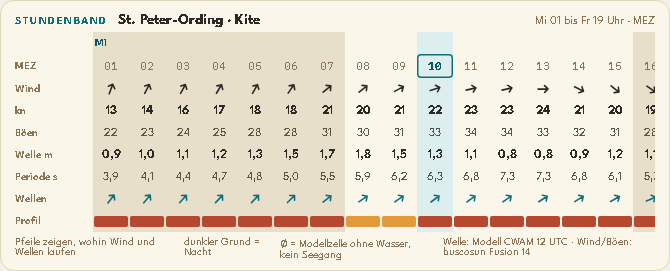 STUNDENBAND St. Peter-Ording · Kite Mi 01 bis Fr 19 Uhr · MEZ
MI
MEZ 01 02 03 04 05 06 07 08 09 10 11 12 13 14 15 16
Wind
kn 13 14 16 17 18 18 21 20 21 22 23 23 24 21 20 19
Böen 22 23 24 25 28 28 31 30 31 33 34 34 33 32 31 28
Welle m 0,9 1,0 1,1 1,2 1,3 1,5 1,7 1,8 1,5 1,3 1,1 0,8 0,8 0,9 1,2 1,1
Periode s 3,9 4,1 4,4 4,7 4,8 5,0 5,5 5,9 6,2 6,3 6,8 7,3 7,3 6,8 6,1
Wellen
Profil
Pfeile zeigen, wohin Wind und Wellen laufen
dunkler Grund = Nacht
Ø = Modellzelle ohne Wasser, kein Seegang
Welle: Modell CWAM 12 UTC · Wind/Böen: buscosun Fusion 14